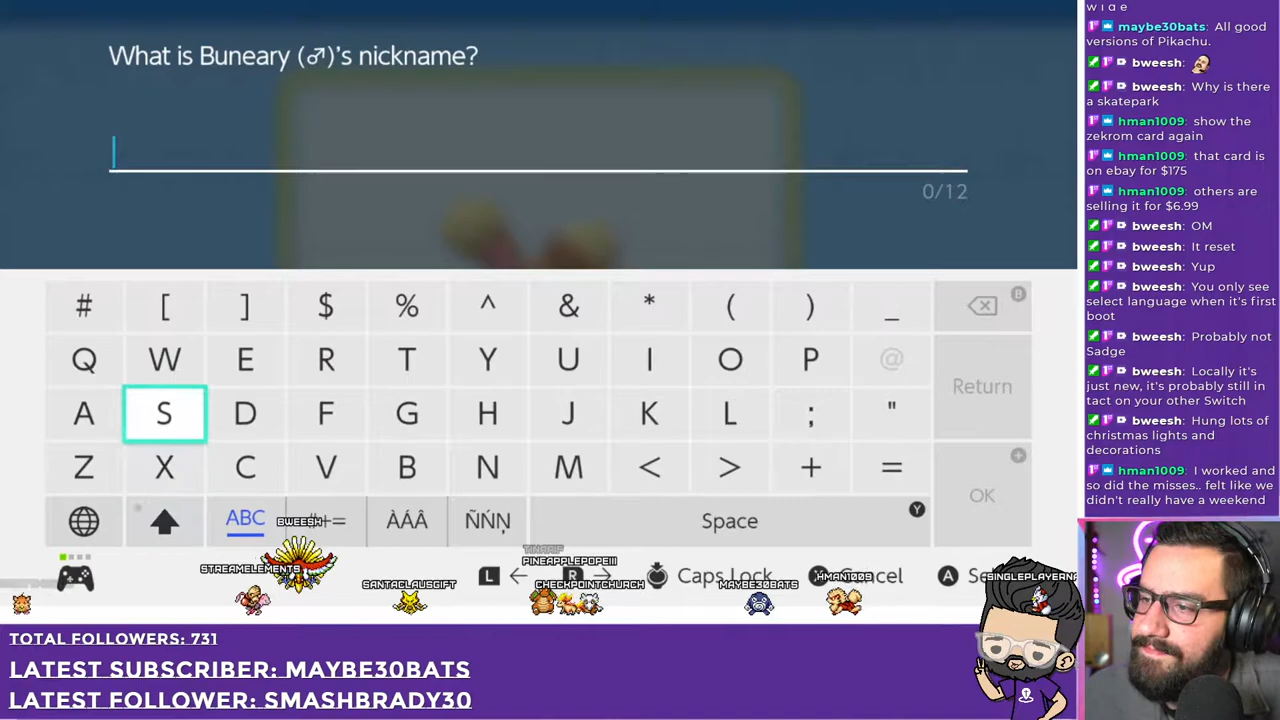 What is Buneary (♂)'s nickname?
0/12
# [ ] $ % ^ & * ( ) _
Q W E R T Y U I O P @
Return
A S D F G H J K L ; "
Z X C V B N M < > + =
OK
ABC #+= ÀÁÂ ÑŃŅ Space
L R Caps Lock Cancel
BWEESH
STREAMELEMENTS
SANTACLAUSGIFT
TINARIF
PINEAPPLEPOPEIII
CHECKPOINTCHURCH
MAYBE30BATS
HMAN1009
TOTAL FOLLOWERS: 731
LATEST SUBSCRIBER: MAYBE30BATS
LATEST FOLLOWER: SMASHBRADY30
maybe30bats: All good
versions of Pikachu.
bweesh:
bweesh: Why is there
a skatepark
hman1009: show the
zekrom card again
hman1009: that card is
on ebay for $175
hman1009: others are
selling it for $6.99
bweesh: OM
bweesh: It reset
bweesh: Yup
bweesh: You only see
select language when it's first
boot
bweesh: Probably not
Sadge
bweesh: Locally it's
just new, it's probably still in
tact on your other Switch
bweesh: Hung lots of
christmas lights and
decorations
hman1009: I worked and
so did the misses.. felt like we
didn't really have a weekend